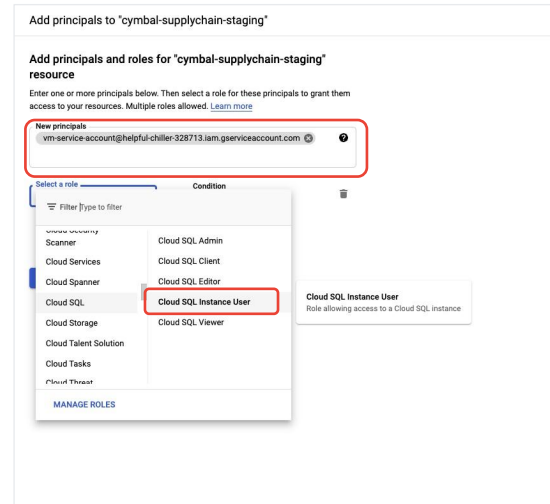 Add principals to "cymbal-supplychain-staging"
Add principals and roles for "cymbal-supplychain-staging"
resource
Enter one or more principals below. Then select a role for these principals to grant them
access to your resources. Multiple roles allowed. Learn more
New principals
vm-service-account@helpful-chiller-328713.iam.gserviceaccount.com
Select a role
Condition
Filter Type to filter
Cloud Security
Scanner
Cloud Services
Cloud Spanner
Cloud SQL
Cloud Storage
Cloud Talent Solution
Cloud Tasks
Cloud Threat
Cloud SQL Admin
Cloud SQL Client
Cloud SQL Editor
Cloud SQL Instance User
Cloud SQL Viewer
Cloud SQL Instance User
Role allowing access to a Cloud SQL instance
MANAGE ROLES